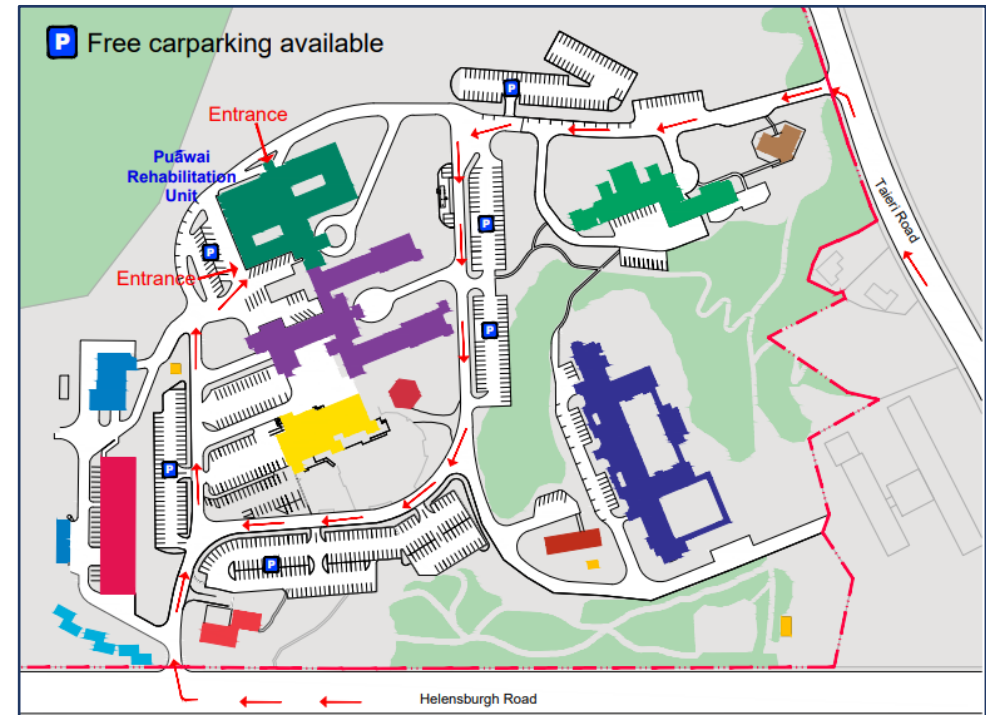 P Free carparking available
P
Entrance
Puāwai
Rehabilitation
Unit
Taieri Road
P
P
Entrance
P
P
P
Helensburgh Road